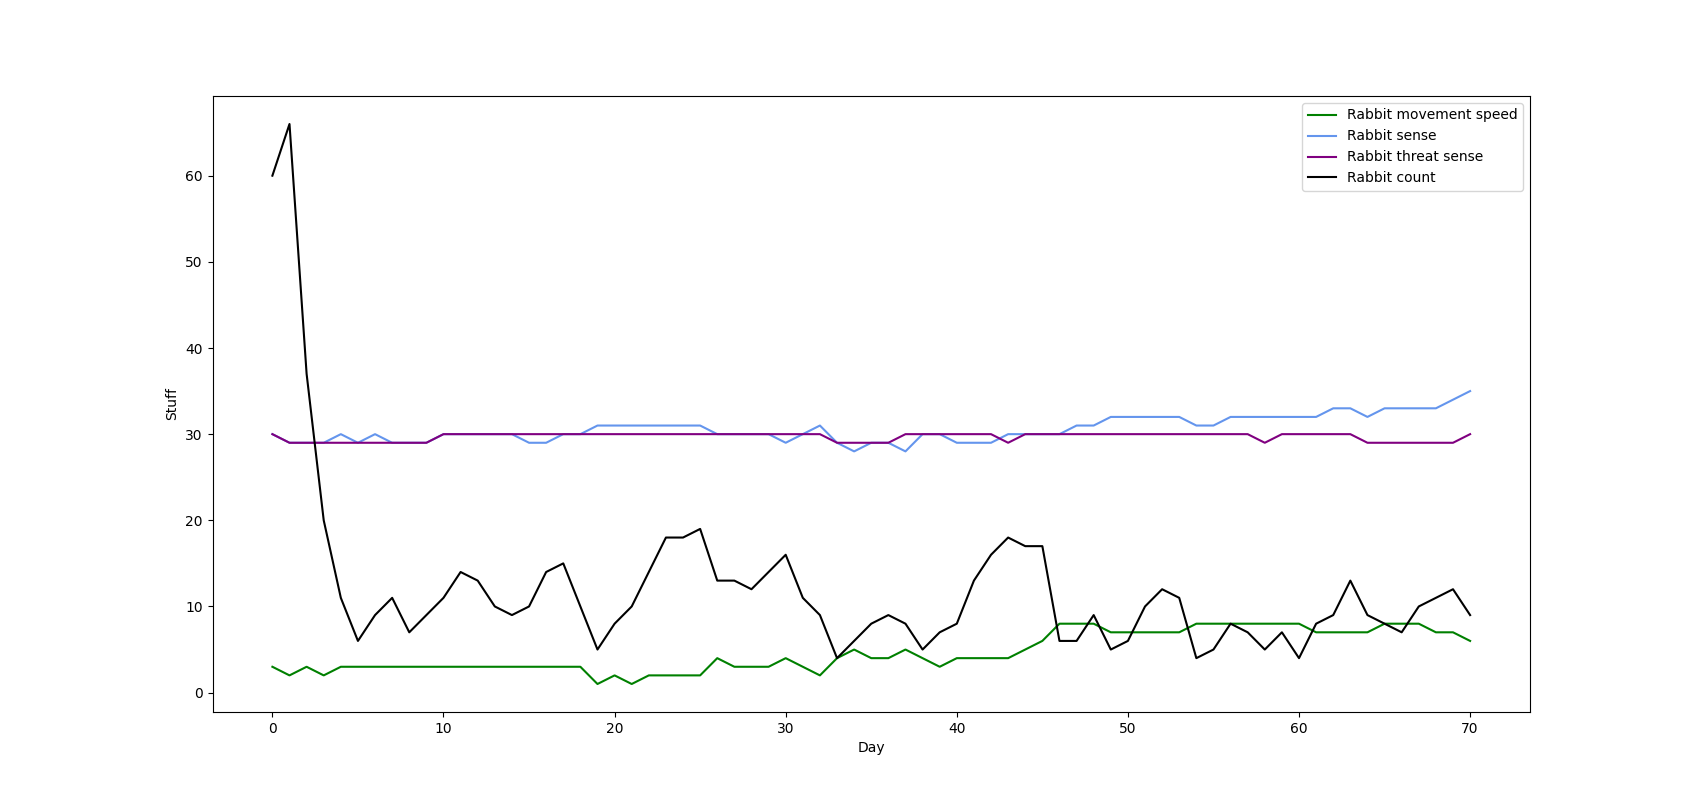 Rabbit movement speed
Rabbit sense
Rabbit threat sense
Rabbit count
60
50
40
30
20
10
0
Stuff
0 10 20 30 40 50 60 70
Day